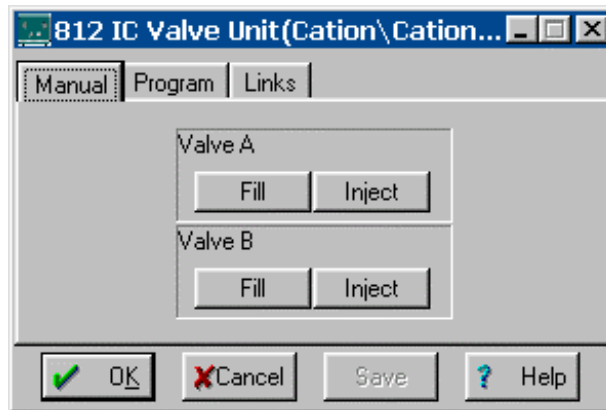 812 IC Valve Unit(Cation\Cation...
Manual Program Links
Valve A
Fill Inject
Valve B
Fill Inject
OK Cancel Save ? Help